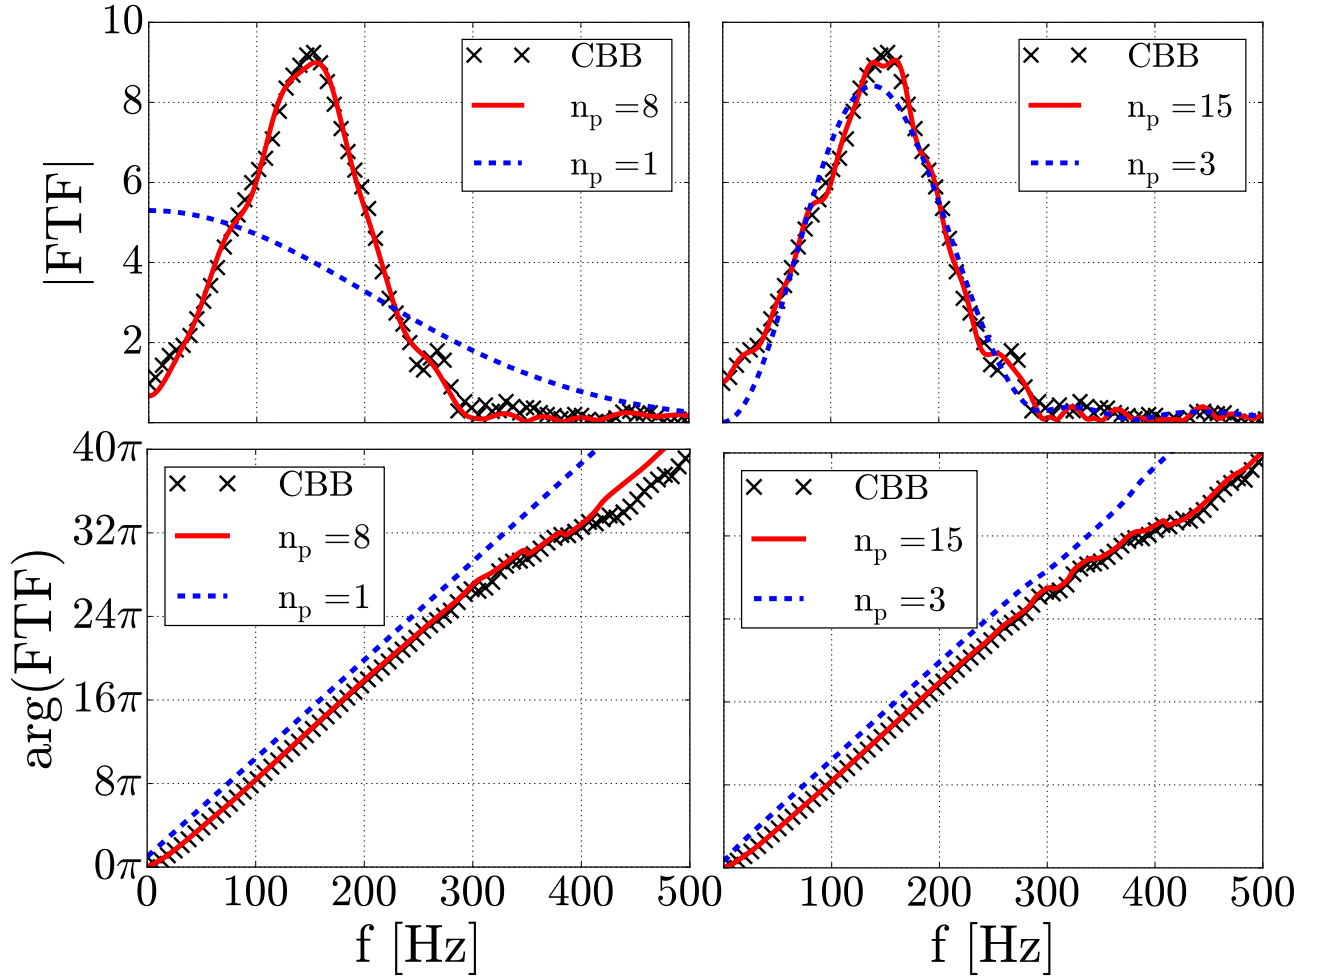 10
8
6
4
2
|FTF|
CBB
n_p =8
n_p =1
CBB
n_p =15
n_p =3
40π
32π
24π
16π
8π
0π
arg(FTF)
CBB
n_p =8
n_p =1
0 100 200 300 400 500
f [Hz]
CBB
n_p =15
n_p =3
100 200 300 400 500
f [Hz]